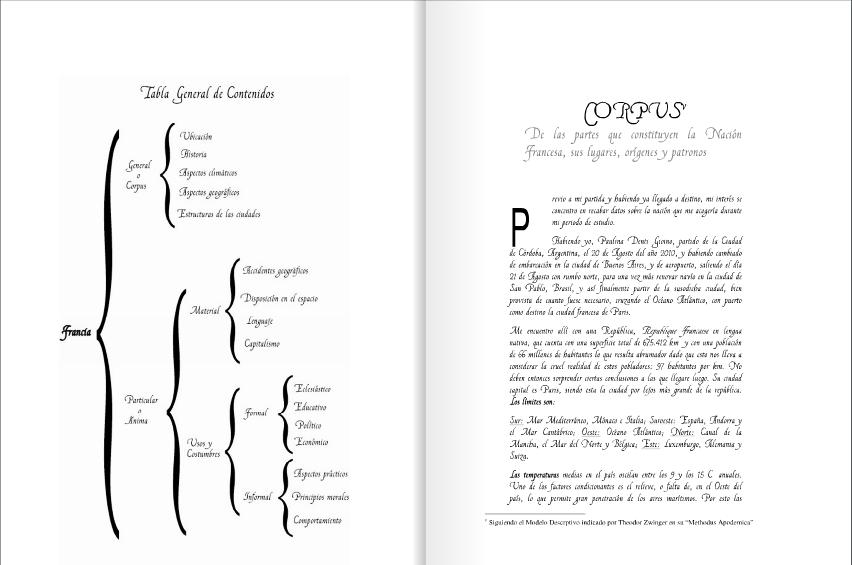 Tabla General de Contenidos
Francia
General
o
Corpus
Ubicación
Historia
Aspectos climáticos
Aspectos geográficos
Estructuras de las ciudades
Particular
o
Ánima
Material
Accidentes geográficos
Disposición en el espacio
Lenguaje
Capitalismo
Usos y
Costumbres
Formal
Eclesiástico
Educativo
Político
Económico
Informal
Aspectos prácticos
Principios morales
Comportamiento
CORPUS¹
De las partes que constituyen la Nación
Francesa, sus lugares, orígenes y patronos
Previo a mi partida y habiendo ya llegado a destino, mi interés se
concentro en recabar datos sobre la nación que me acogería durante
mi periodo de estudio.
Habiendo yo, Paulina Denis Giorno, partido de la Ciudad
de Córdoba, Argentina, el 20 de Agosto del año 2010, y habiendo cambiado
de embarcación en la ciudad de Buenos Aires, y de aeropuerto, saliendo el día
21 de Agosto con rumbo norte, para una vez más renovar navío en la ciudad de
San Pablo, Brasil, y así finalmente partir de la susodicha ciudad, bien
provista de cuanto fuese necesario, cruzando el Océano Atlántico, con puerto
como destino la ciudad francesa de Paris.
Me encuentro allí con una República, Republique Francese en lengua
nativa, que cuenta con una superficie total de 675.412 km y con una población
de 66 millones de habitantes lo que resulta abrumador dado que esto nos lleva a
considerar la cruel realidad de estos pobladores: 97 habitantes por km. No
deben entonces sorprender ciertas conclusiones a las que llegare luego. Su ciudad
capital es Paris, siendo esta la ciudad por lejos más grande de la república.
Los limites son:
Sur: Mar Mediterráneo, Mónaco e Italia; Suroeste: España, Andorra y
el Mar Cantábrico; Oeste: Océano Atlántico; Norte: Canal de la
Mancha, el Mar del Norte y Bélgica; Este: Luxemburgo, Alemania y
Suiza.
Las temperaturas medias en el país oscilan entre los 9 y los 15 C anuales.
Uno de los factores condicionantes es el relieve, o falta de, en el Oeste del
país, lo que permite gran penetración de los aires marítimos. Por esto las
¹ Siguiendo el Modelo Descrptivo indicado por Theodor Zwinger en su "Methodus Apodemica"